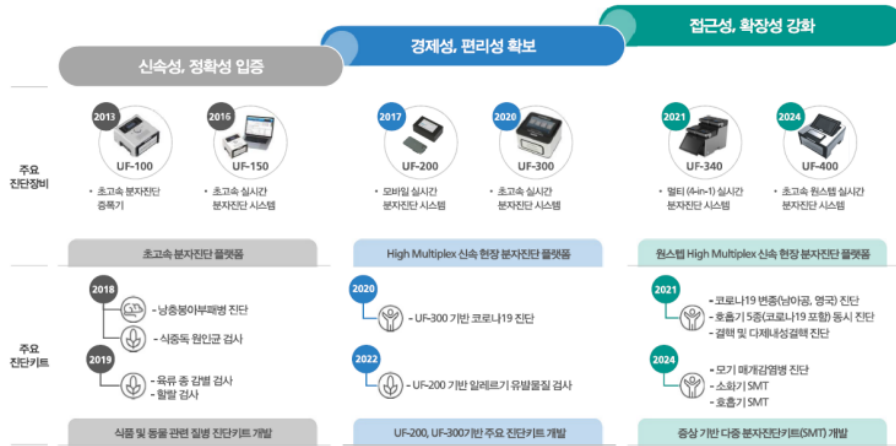 신속성, 정확성 입증
경제성, 편리성 확보
접근성, 확장성 강화
주요
진단장비
2013
UF-100
• 초고속 분자진단
증폭기
2016
UF-150
• 초고속 실시간
분자진단 시스템
2017
UF-200
• 모바일 실시간
분자진단 시스템
2020
UF-300
• 초고속 실시간
분자진단 시스템
2021
UF-340
• 멀티 (4-in-1) 실시간
분자진단 시스템
2024
UF-400
• 초고속 원스텝 실시간
분자진단 시스템
초고속 분자진단 플랫폼
High Multiplex 신속 현장 분자진단 플랫폼
원스텝 High Multiplex 신속 현장 분자진단 플랫폼
주요
진단키트
2018
- 낭충봉아부패병 진단
- 식중독 원인균 검사
2019
- 육류 종 감별 검사
- 할랄 검사
2020
- UF-300 기반 코로나19 진단
2022
- UF-200 기반 알레르기 유발물질 검사
2021
- 코로나19 변종(남아공, 영국) 진단
- 호흡기 5종(코로나19 포함) 동시 진단
- 결핵 및 다제내성결핵 진단
2024
- 모기 매개감염병 진단
- 소화기 SMT
- 호흡기 SMT
식품 및 동물 관련 질병 진단키트 개발
UF-200, UF-300기반 주요 진단키트 개발
증상 기반 다중 분자진단키트(SMT) 개발